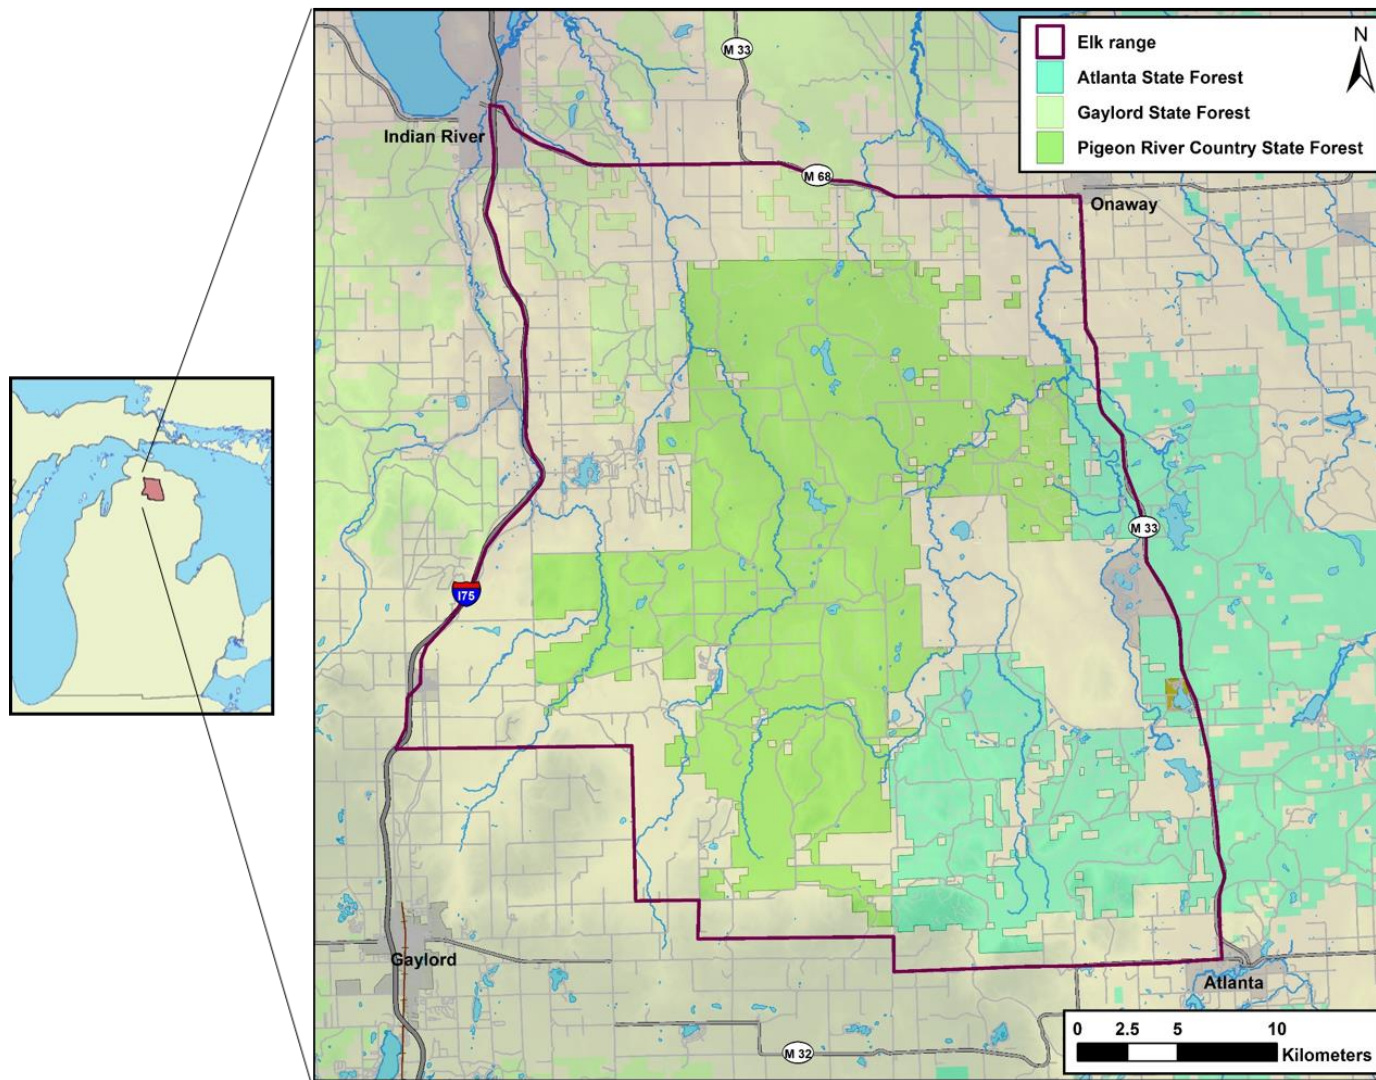 M 33
Elk range
N
Atlanta State Forest
Gaylord State Forest
Pigeon River Country State Forest
Indian River
M 68
Onaway
M 33
I75
Gaylord
Atlanta
M 32
0 2.5 5 10
Kilometers